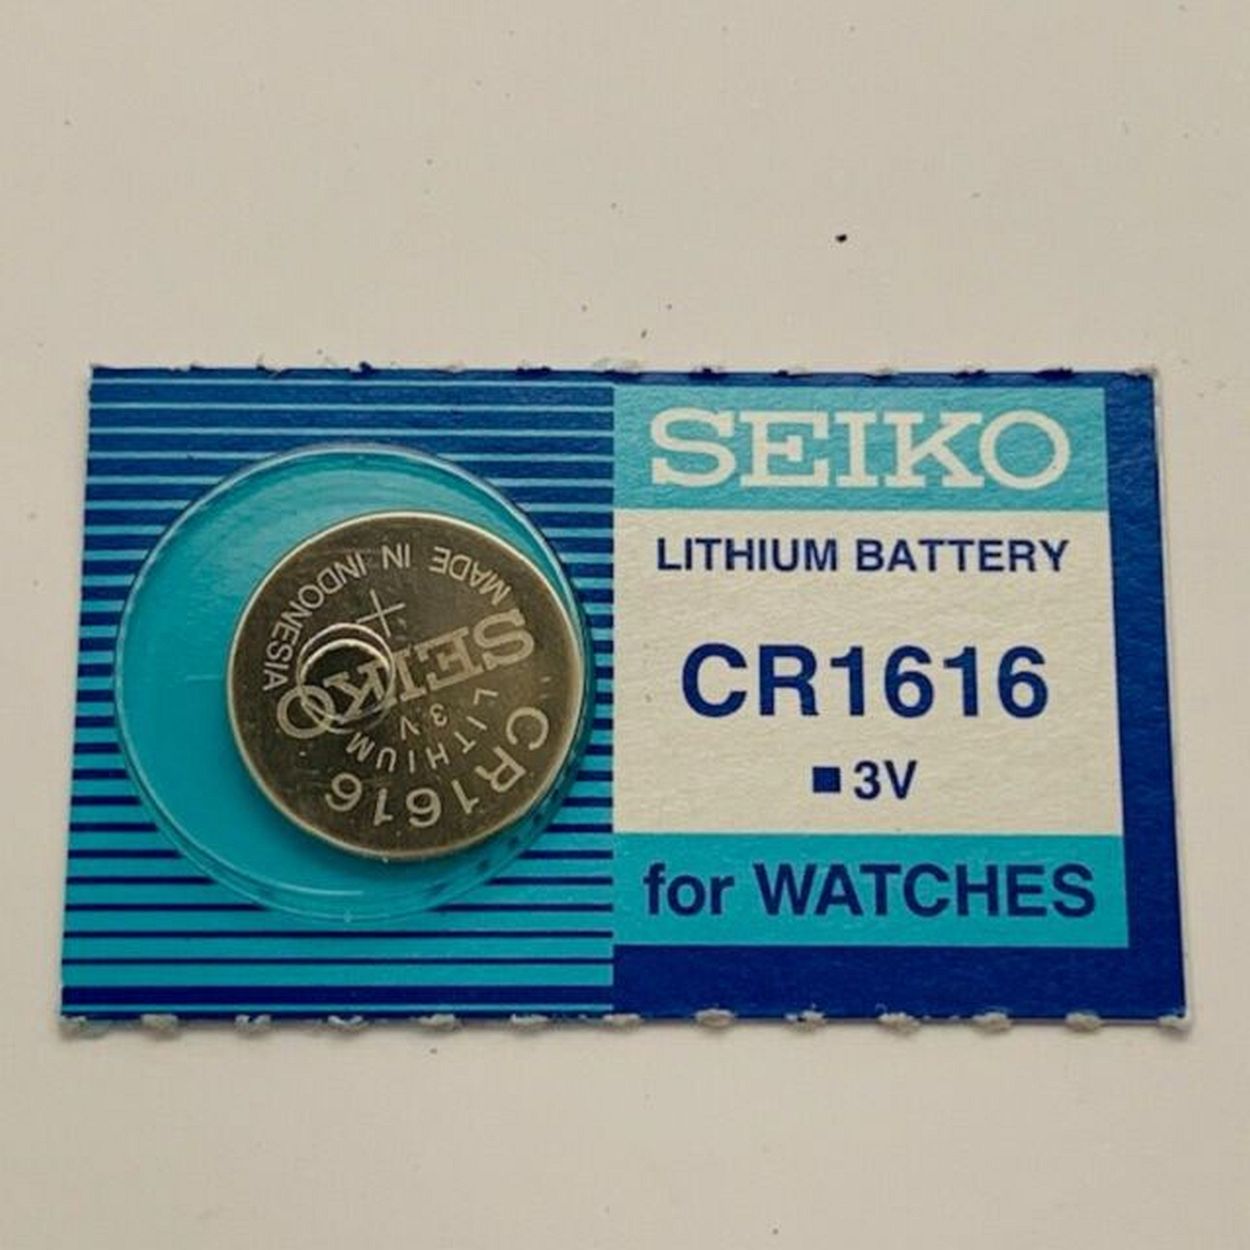 SEIKO
LITHIUM BATTERY
CR1616
■3V
for WATCHES
MADE IN INDONESIA
+
SEIKO
3V
LITHIUM
CR1616